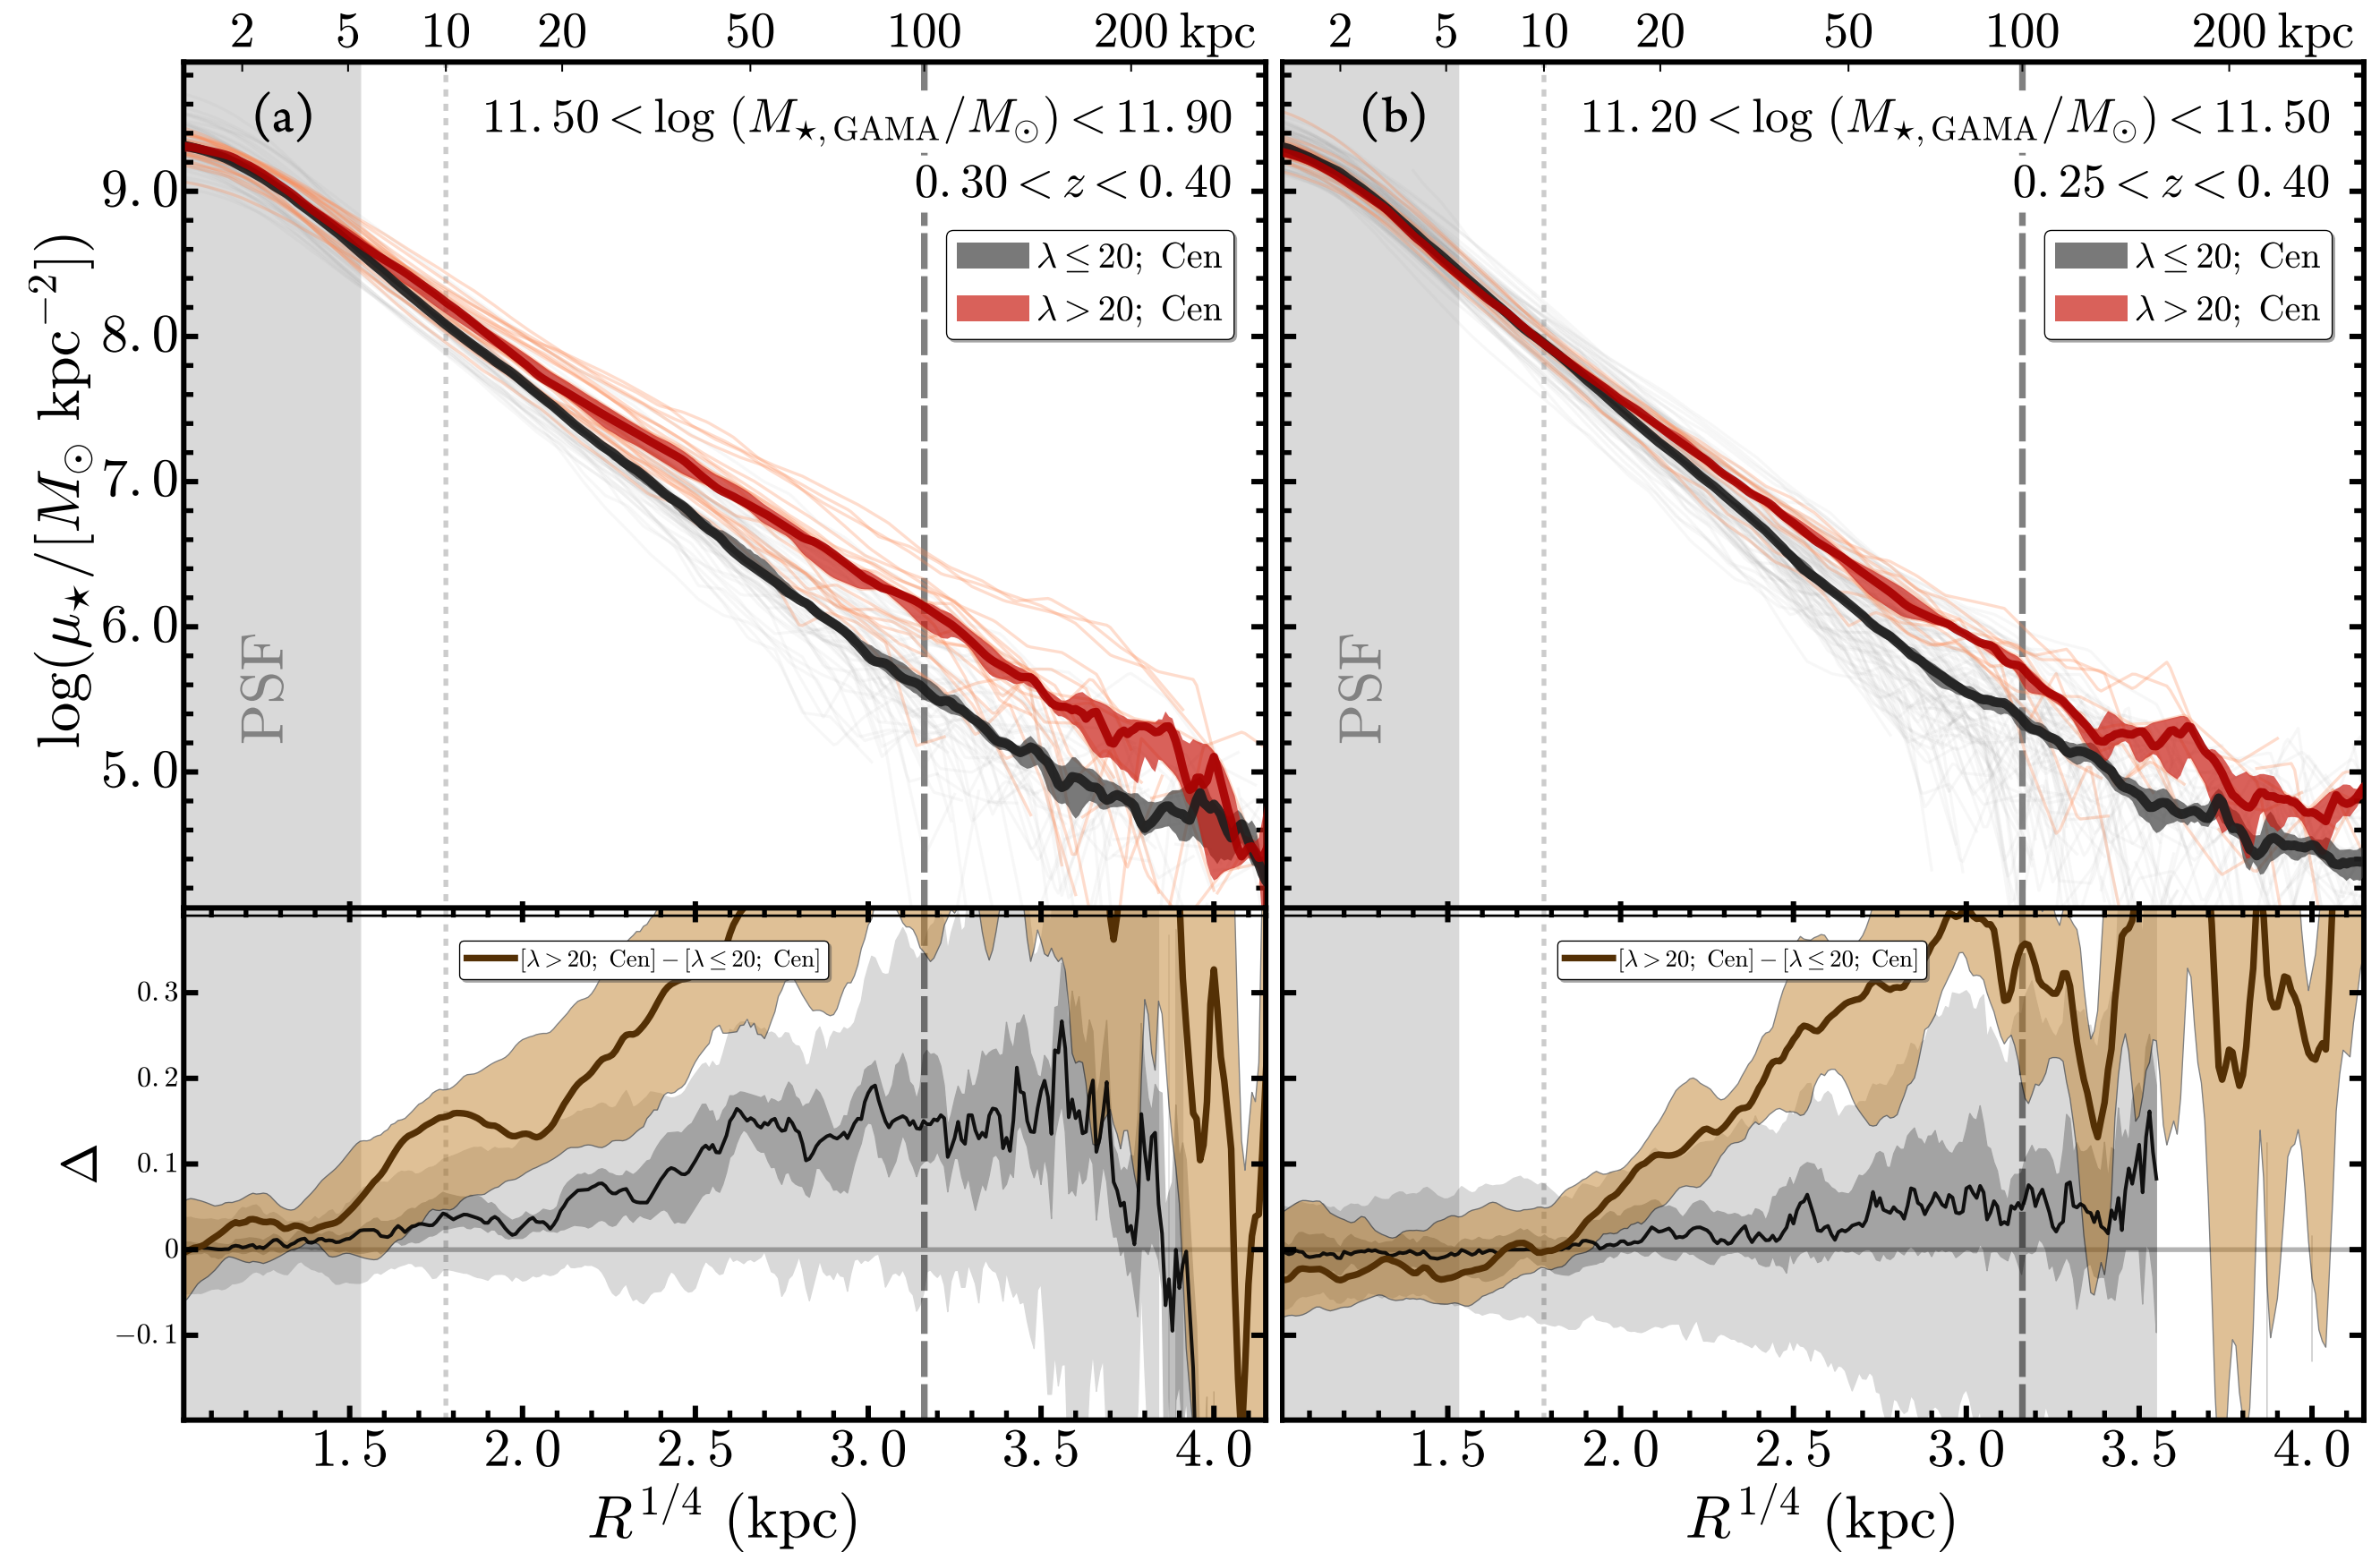 2 5 10 20 50 100 200 kpc
2 5 10 20 50 100 200 kpc
(a)
11.50 < log (M★, GAMA/M⊙) < 11.90
0.30 < z < 0.40
λ ≤ 20; Cen
λ > 20; Cen
(b)
11.20 < log (M★, GAMA/M⊙) < 11.50
0.25 < z < 0.40
λ ≤ 20; Cen
λ > 20; Cen
log(μ★/[M⊙ kpc⁻²])
9.0
8.0
7.0
6.0
5.0
PSF
PSF
[λ > 20; Cen] − [λ ≤ 20; Cen]
[λ > 20; Cen] − [λ ≤ 20; Cen]
Δ
0.3
0.2
0.1
0
−0.1
1.5 2.0 2.5 3.0 3.5 4.0
1.5 2.0 2.5 3.0 3.5 4.0
R^1/4 (kpc)
R^1/4 (kpc)